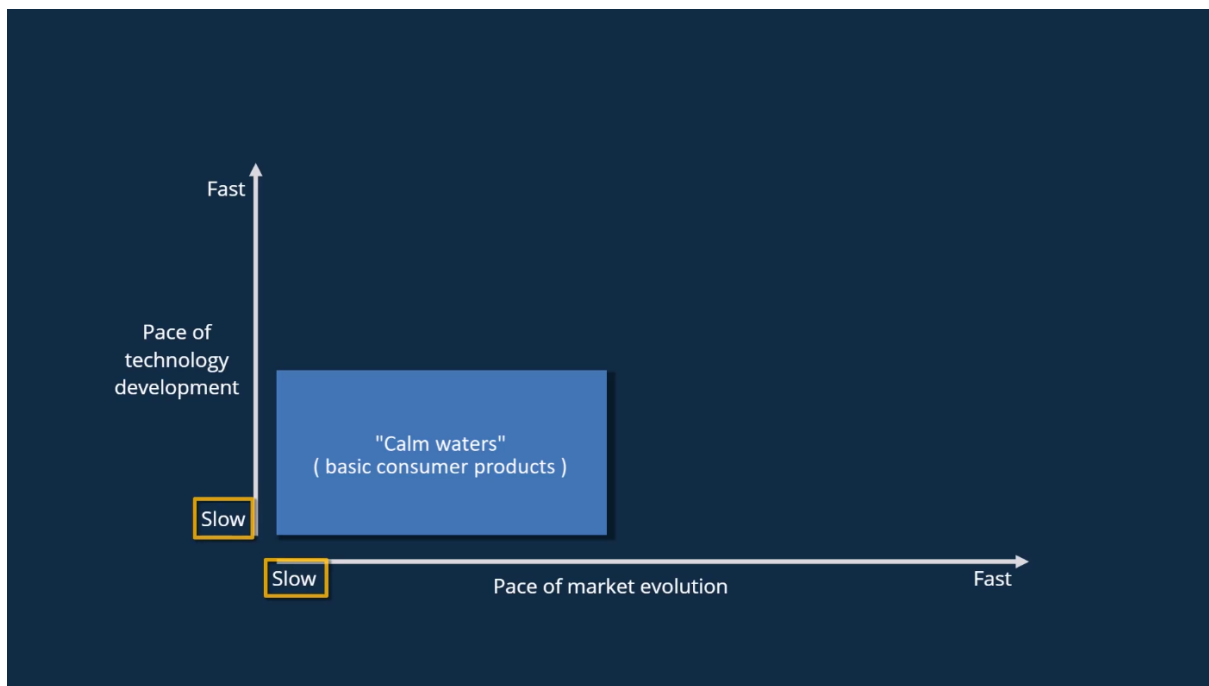 Fast
Pace of
technology
development
"Calm waters"
( basic consumer products )
Slow
Slow
Pace of market evolution
Fast